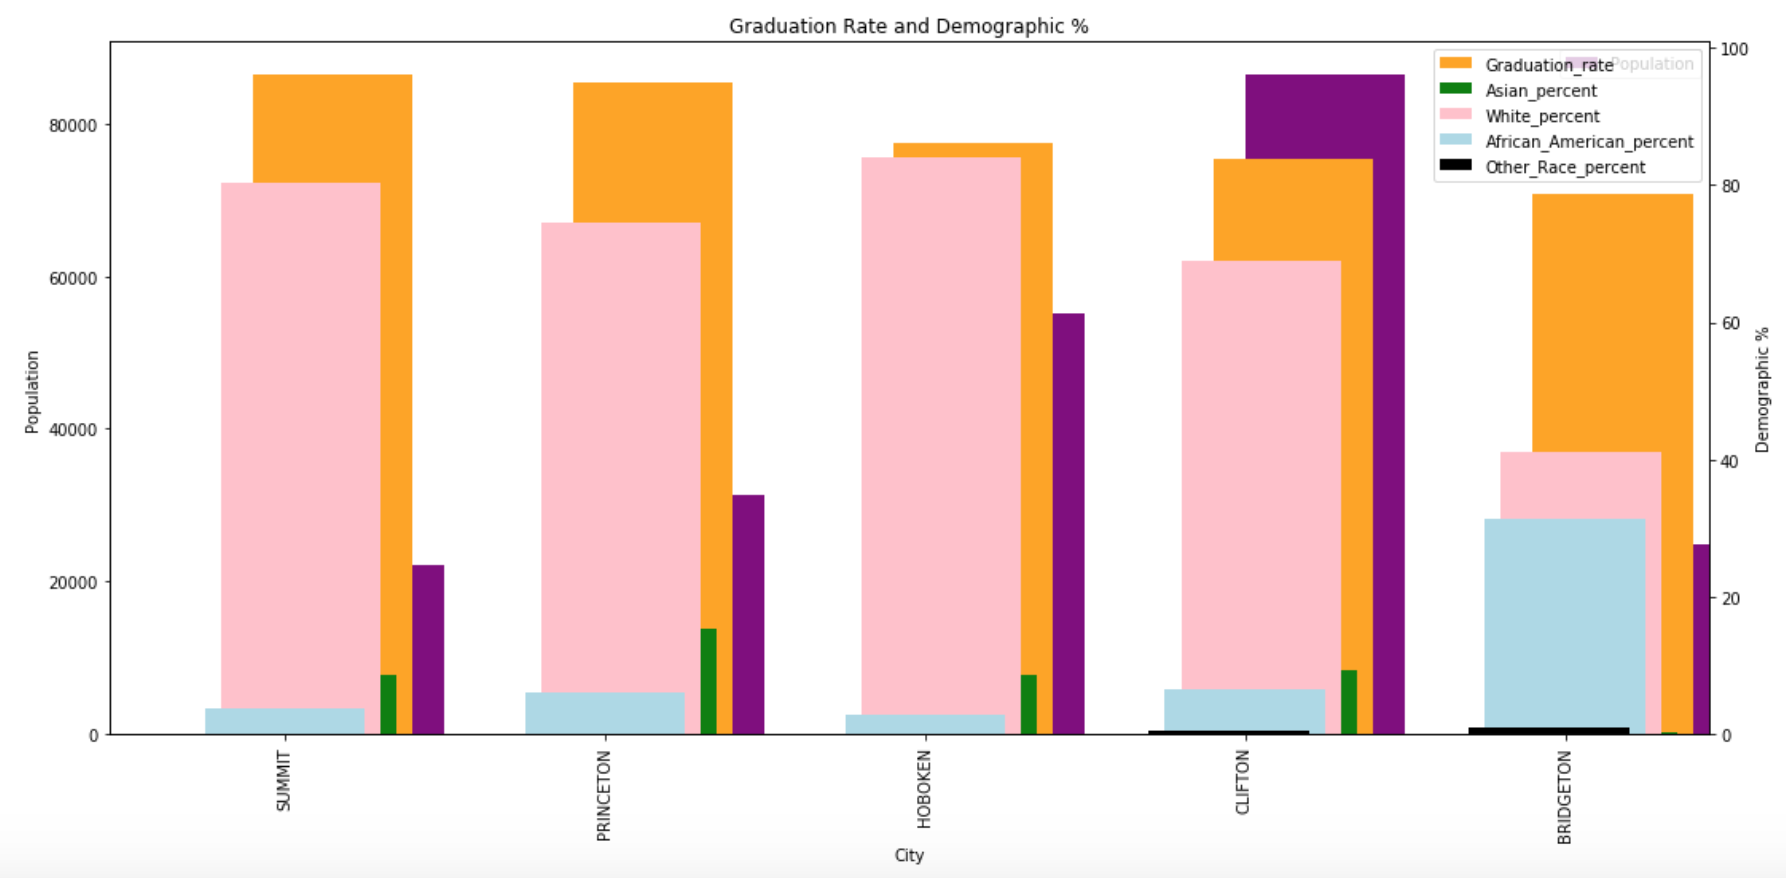 Graduation Rate and Demographic %
Graduation_rate
Population
Asian_percent
White_percent
African_American_percent
Other_Race_percent
Population
80000
60000
40000
20000
0
100
80
60
40
20
0
Demographic %
SUMMIT
PRINCETON
HOBOKEN
CLIFTON
BRIDGETON
City